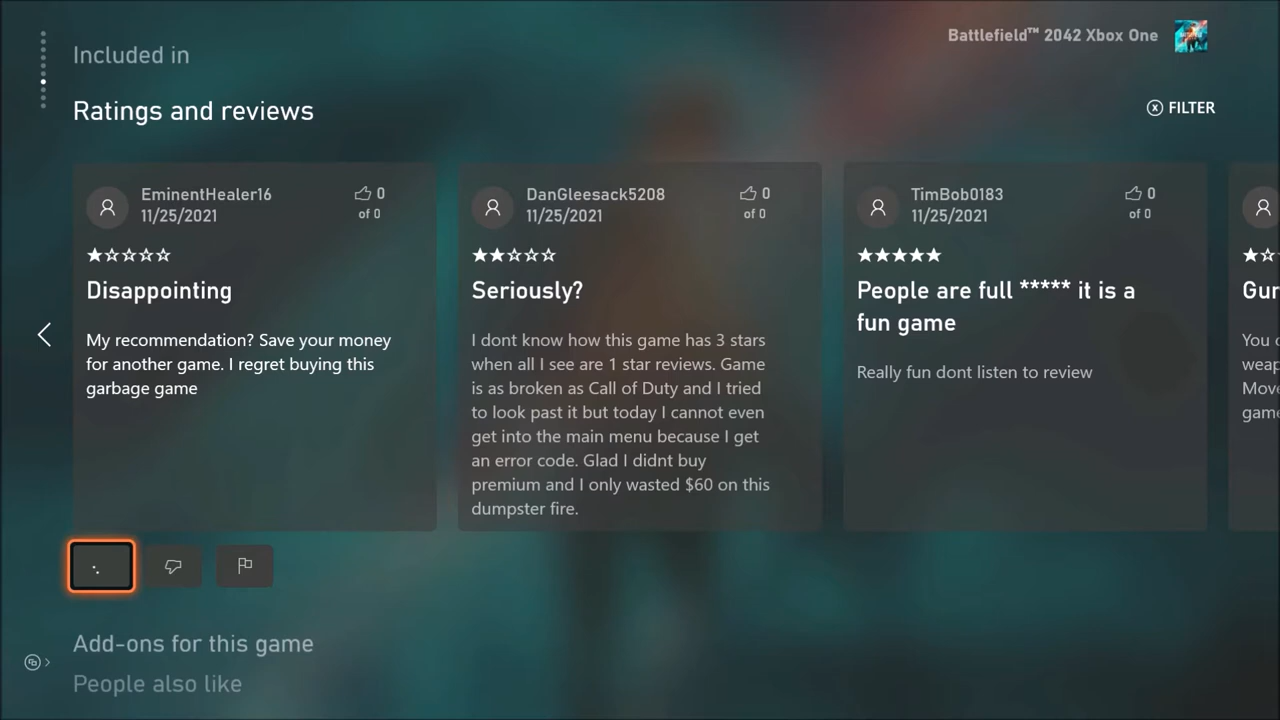 Included in
Battlefield™ 2042 Xbox One
Ratings and reviews
FILTER
EminentHealer16
11/25/2021
0
of 0
Disappointing
My recommendation? Save your money
for another game. I regret buying this
garbage game
DanGleesack5208
11/25/2021
0
of 0
Seriously?
I dont know how this game has 3 stars
when all I see are 1 star reviews. Game
is as broken as Call of Duty and I tried
to look past it but today I cannot even
get into the main menu because I get
an error code. Glad I didnt buy
premium and I only wasted $60 on this
dumpster fire.
TimBob0183
11/25/2021
0
of 0
People are full ***** it is a
fun game
Really fun dont listen to review
Add-ons for this game
People also like